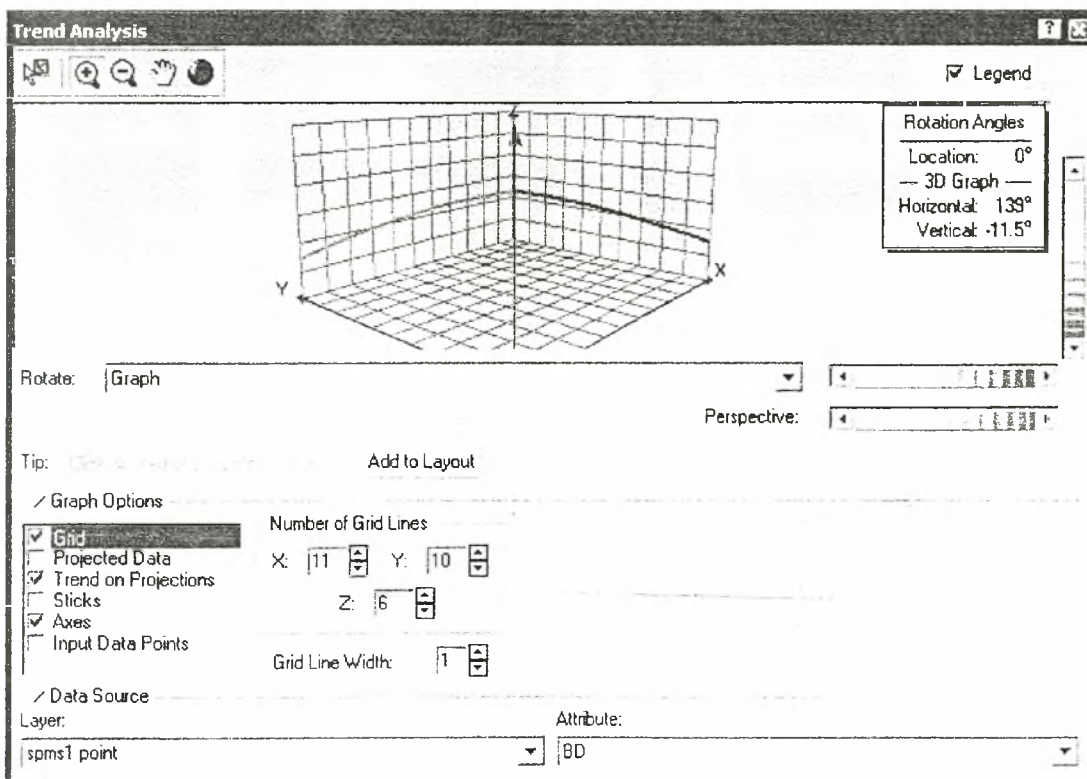 Trend Analysis
Legend
Z
Rotation Angles
Location: 0°
3D Graph
Horizontal: 139°
Vertical: -11.5°
Y
X
Rotate: Graph
Perspective:
Tip:
Add to Layout
Graph Options
Grid
Projected Data
Trend on Projections
Sticks
Axes
Input Data Points
Number of Grid Lines
X: 11 Y: 10
Z: 6
Grid Line Width: 1
Data Source
Layer: Attribute:
spms1 point BD